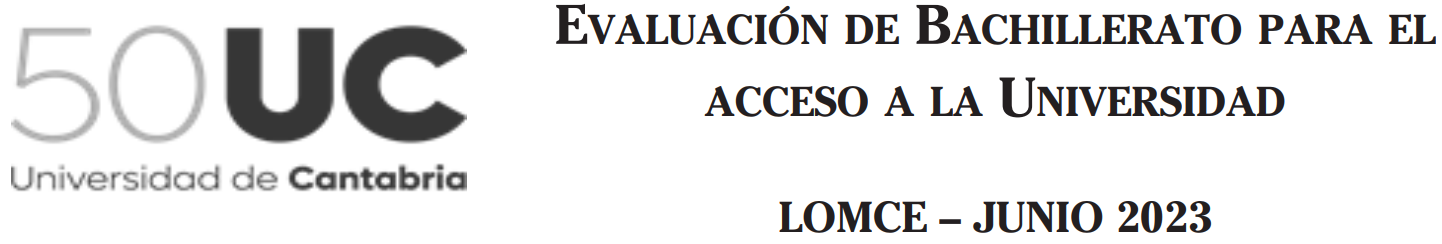 50UC
Universidad de Cantabria
EVALUACIÓN DE BACHILLERATO PARA EL
ACCESO A LA UNIVERSIDAD
LOMCE – JUNIO 2023